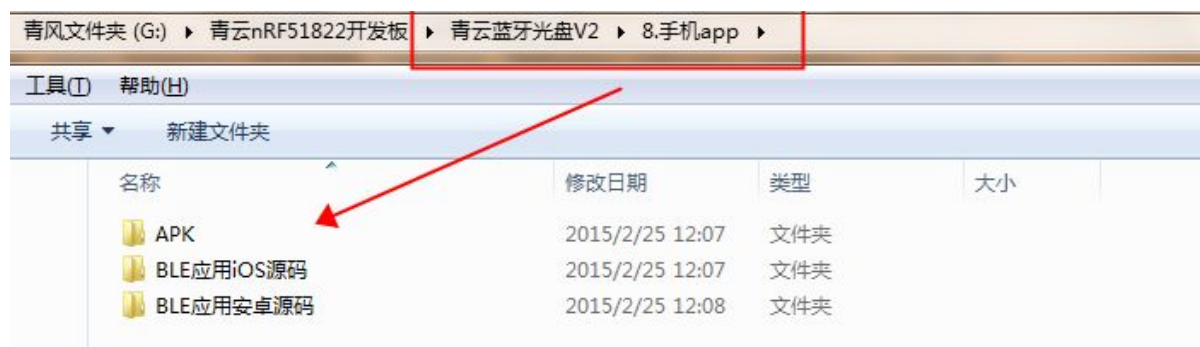 青风文件夹 (G:) ▸ 青云nRF51822开发板 ▸ 青云蓝牙光盘V2 ▸ 8.手机app ▸
工具(T) 帮助(H)
共享 ▼ 新建文件夹
名称 修改日期 类型 大小
APK 2015/2/25 12:07 文件夹
BLE应用iOS源码 2015/2/25 12:07 文件夹
BLE应用安卓源码 2015/2/25 12:08 文件夹